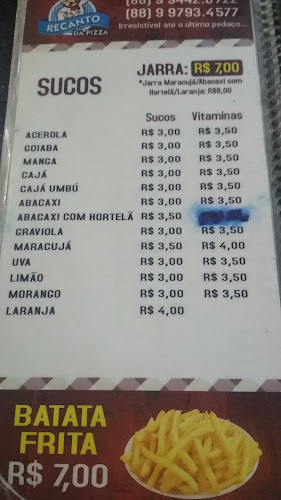 RECANTO
DA PIZZA
(88) 9 9442.0722
(88) 9 9793.4577
Irresistível até o último pedaço...
SUCOS
JARRA: R$ 7,00
*Jarra Maracujá/Abacaxi com
Hortelã/Laranja: R$8,00
Sucos Vitaminas
ACEROLA R$ 3,00 R$ 3,50
GOIABA R$ 3,00 R$ 3,50
MANGA R$ 3,00 R$ 3,50
CAJÁ R$ 3,00 R$ 3,50
CAJÁ UMBÚ R$ 3,00 R$ 3,50
ABACAXI R$ 3,00 R$ 3,50
ABACAXI COM HORTELÃ R$ 3,50
GRAVIOLA R$ 3,00 R$ 3,50
MARACUJÁ R$ 3,50 R$ 4,00
UVA R$ 3,00 R$ 3,50
LIMÃO R$ 3,00 R$ 3,50
MORANGO R$ 3,00 R$ 3,50
LARANJA R$ 4,00
BATATA
FRITA
R$ 7,00